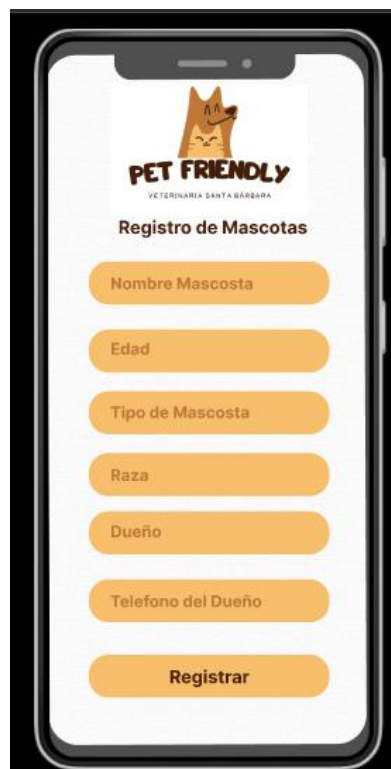 PET FRIENDLY
VETERINARIA SANTA BÁRBARA
Registro de Mascotas
Nombre Mascosta
Edad
Tipo de Mascosta
Raza
Dueño
Telefono del Dueño
Registrar